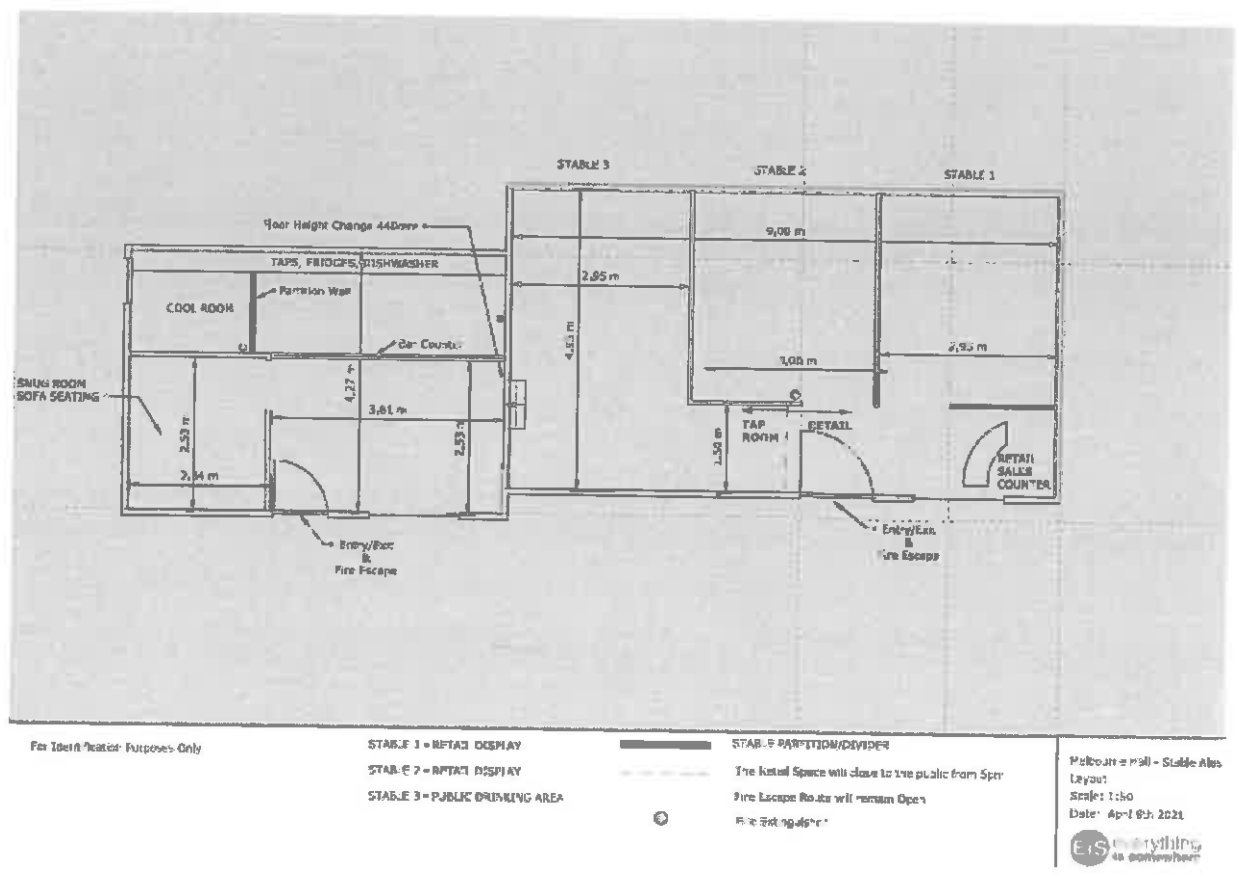 STABLE 3
STABLE 2
STABLE 1
Floor Height Change 440mm
9,00 m
TAPS, FRIDGES, DISHWASHER
2,95 m
Partition Wall
COOL ROOM
Bar Counter
2,95 m
3,00 m
SNUG ROOM
SOFA SEATING
4,27 m
3,61 m
2,53 m
2,53 m
TAP
ROOM
RETAIL
1,50 m
RETAIL
SALES
COUNTER
Entry/Exit
&
Fire Escape
Entry/Exit
&
Fire Escape
For Identification Purposes Only
STABLE 1 = RETAIL DISPLAY
STABLE 2 = RETAIL DISPLAY
STABLE 3 = PUBLIC DRINKING AREA
STABLE PARTITION/DIVIDER
The Retail Space will close to the public from 5pm
Fire Escape Route will remain Open
Fire Extinguisher
Melbourne Hall - Stable Ales
Layout
Scale: 1:50
Date: April 8th 2021
EiS everything
is somewhere